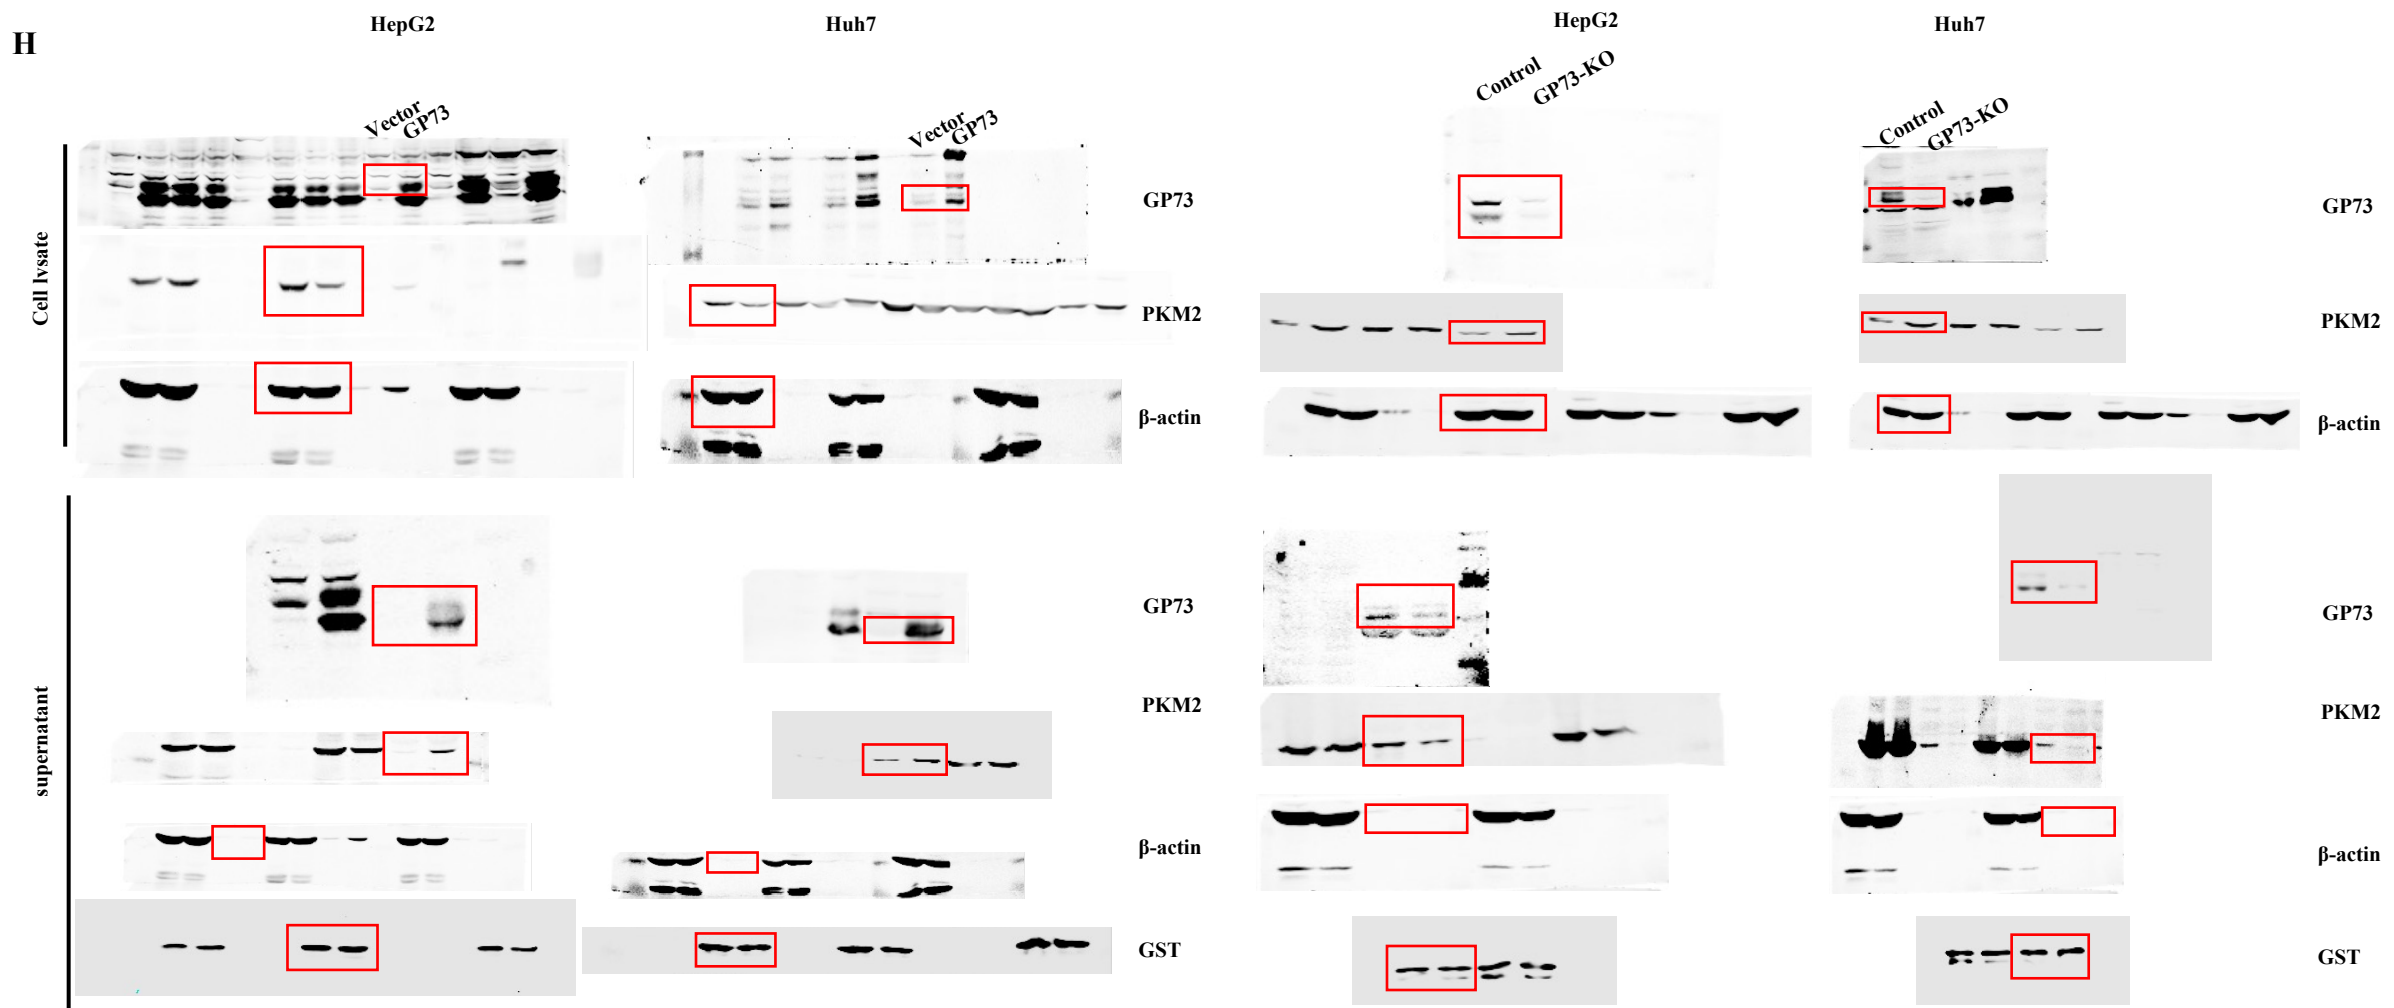 H
HepG2
Huh7
HepG2
Huh7
Vector
GP73
Vector
GP73
Control
GP73-KO
Control
GP73-KO
Cell lvsate
GP73
GP73
PKM2
PKM2
β-actin
β-actin
supernatant
GP73
GP73
PKM2
PKM2
β-actin
β-actin
GST
GST